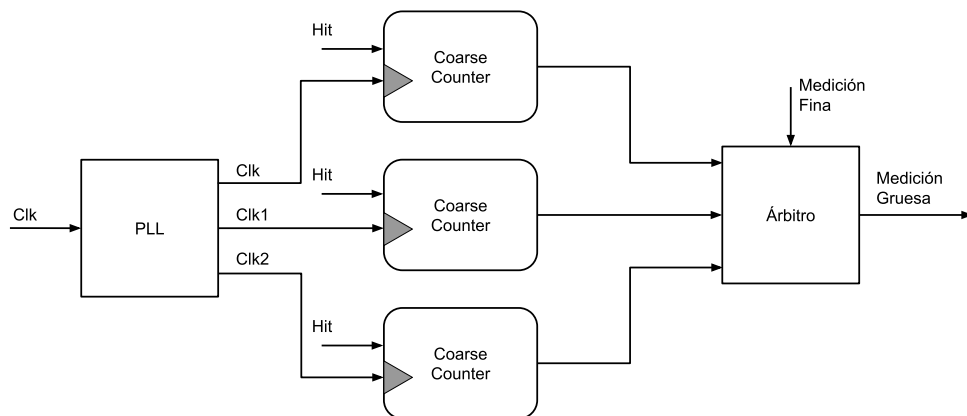 Hit
Coarse
Counter
Medición
Fina
Clk
Hit
Medición
Gruesa
Clk
PLL
Clk1
Coarse
Counter
Árbitro
Clk2
Hit
Coarse
Counter